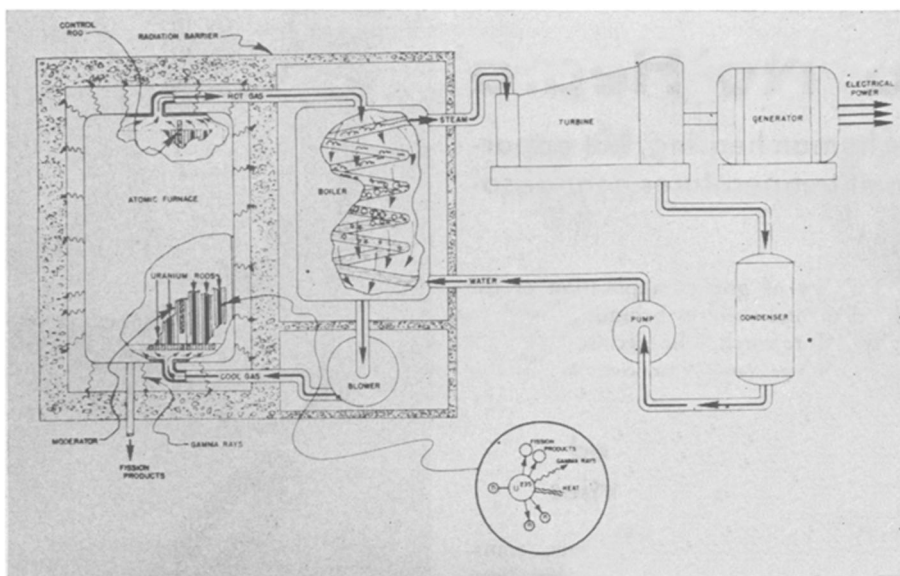 CONTROL
ROD
RADIATION BARRIER
HOT GAS
STEAM
TURBINE
GENERATOR
ELECTRICAL
POWER
BOILER
ATOMIC FURNACE
URANIUM RODS
WATER
PUMP
CONDENSER
COOL GAS
BLOWER
MODERATOR
GAMMA RAYS
FISSION
PRODUCTS
FISSION
PRODUCTS
GAMMA RAYS
HEAT
U 235